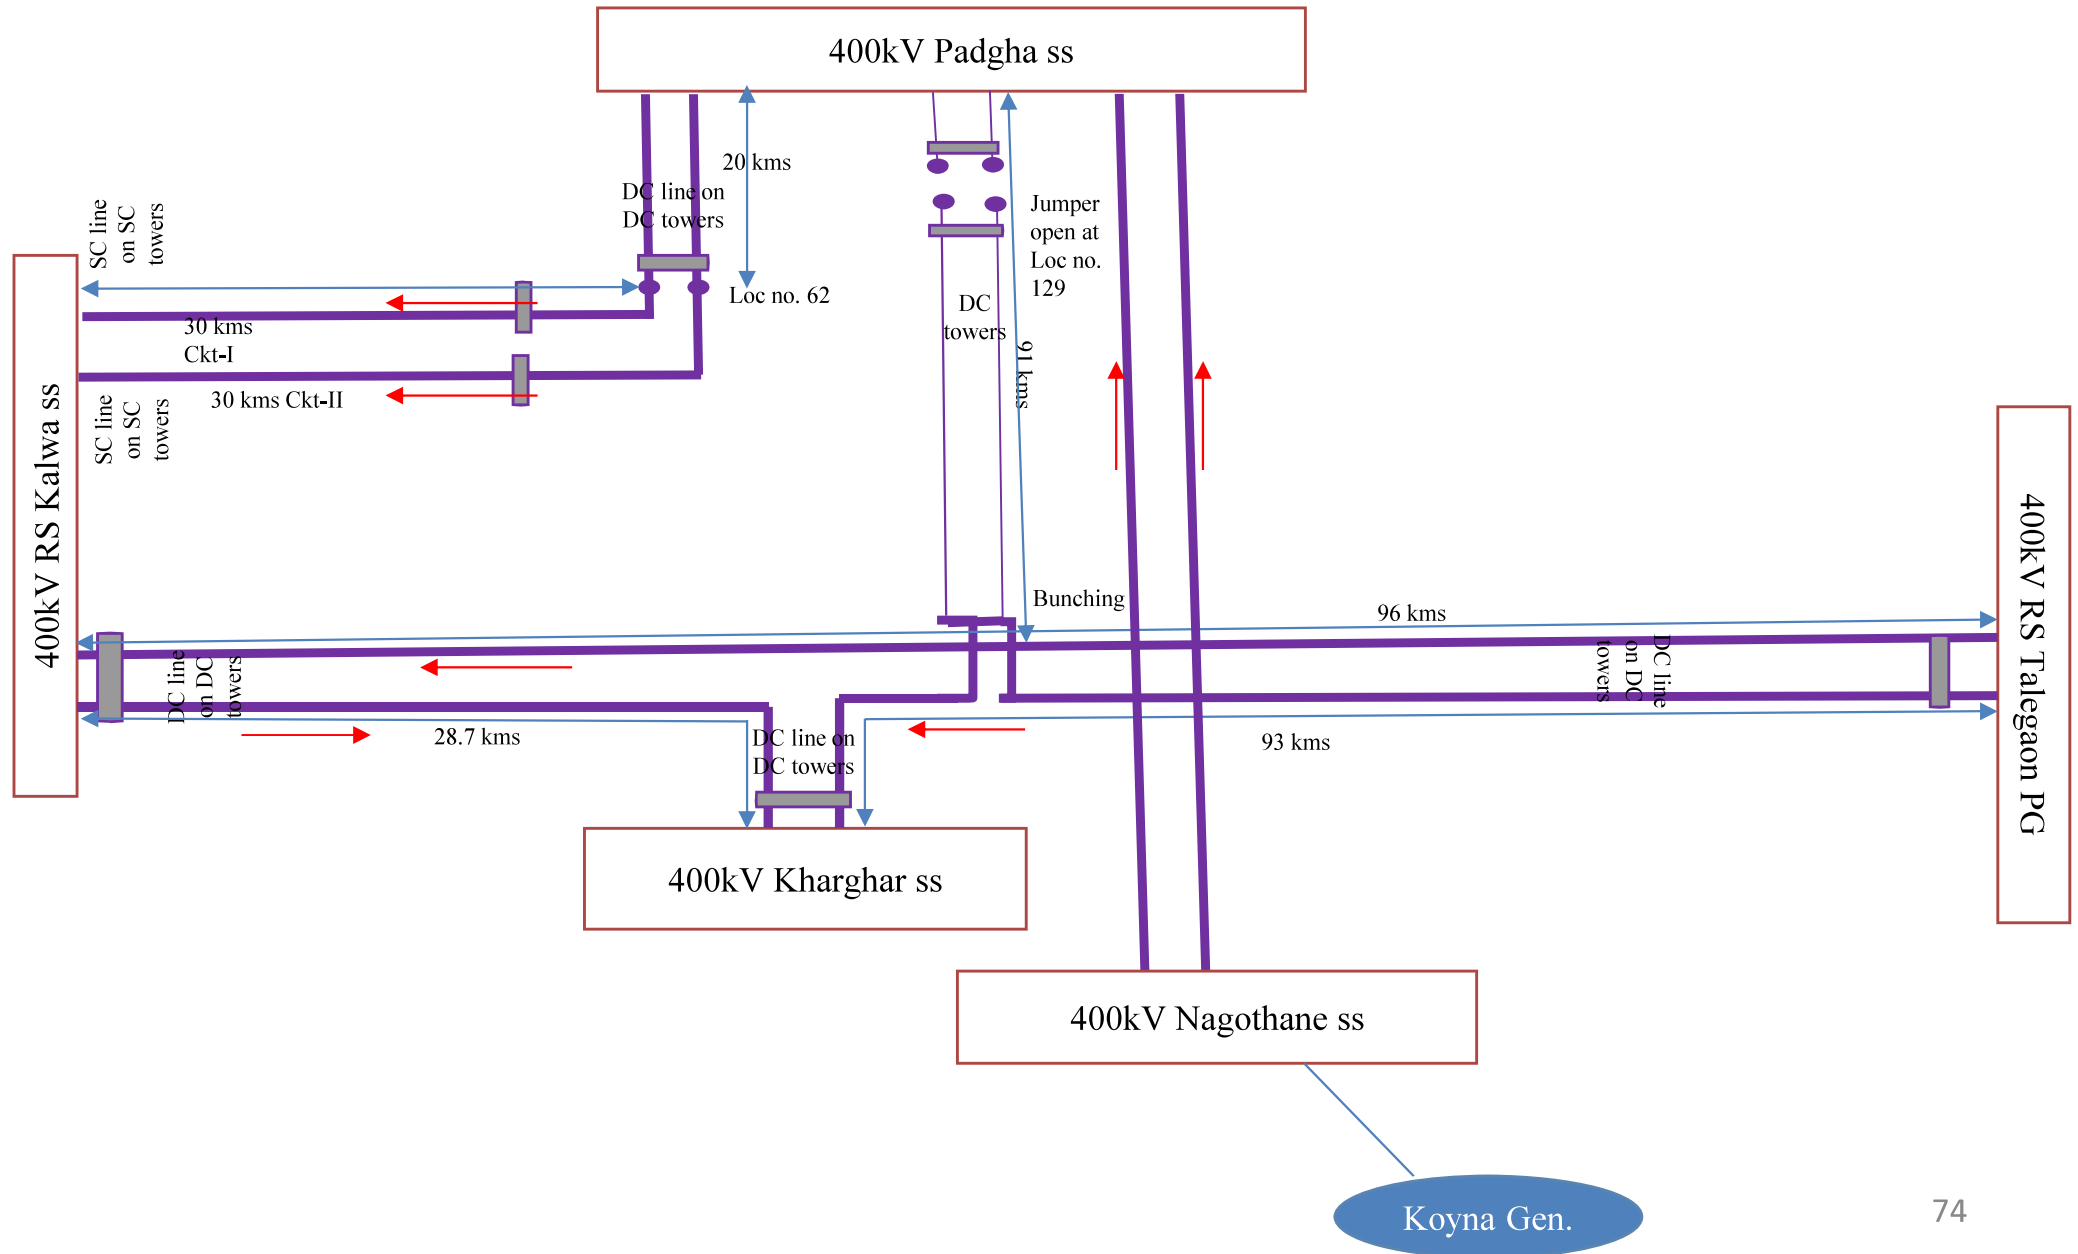 400kV Padgha ss
20 kms
DC line on
DC towers
SC line
on SC
towers
Jumper
open at
Loc no.
129
Loc no. 62
DC
towers
30 kms
Ckt-I
91 kms
30 kms Ckt-II
SC line
on SC
towers
400kV RS Kalwa ss
400kV RS Talegaon PG
Bunching
96 kms
DC line
on DC
towers
DC line
on DC
towers
28.7 kms
DC line on
DC towers
93 kms
400kV Kharghar ss
400kV Nagothane ss
Koyna Gen.
74